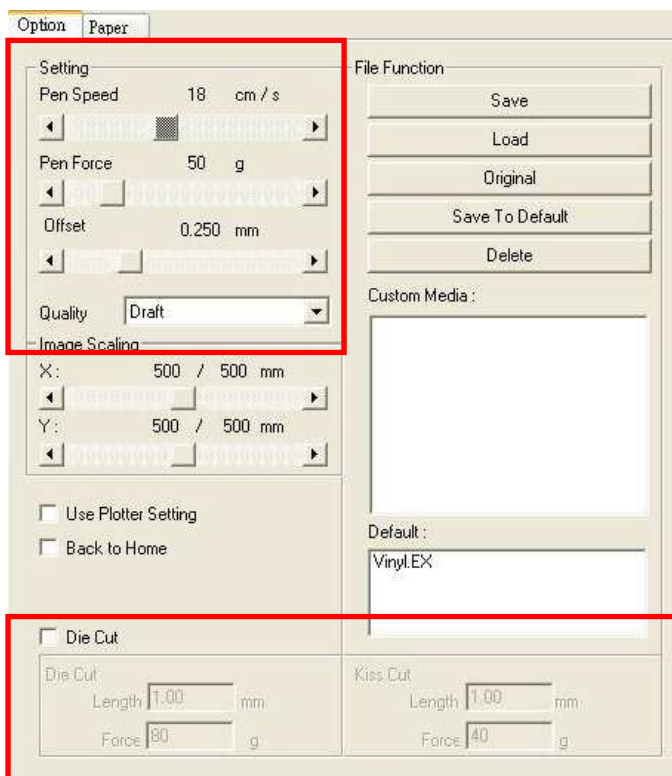 Option Paper
Setting
Pen Speed 18 cm / s
Pen Force 50 g
Offset 0.250 mm
Quality Draft
Image Scaling
X : 500 / 500 mm
Y : 500 / 500 mm
Use Plotter Setting
Back to Home
File Function
Save
Load
Original
Save To Default
Delete
Custom Media :
Default :
Vinyl.EX
Die Cut
Die Cut
Length 1.00 mm
Force 80 g
Kiss Cut
Length 1.00 mm
Force 40 g